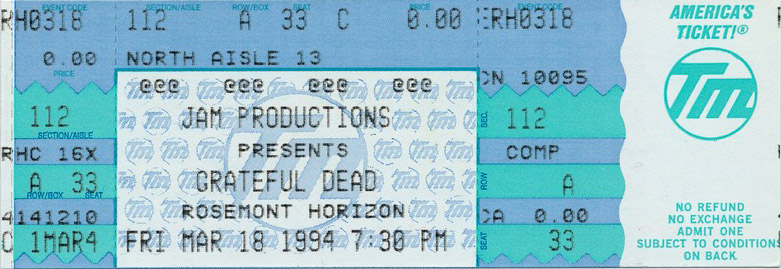 EVENT CODE SECTION/AISLE ROW/BOX SEAT PRICE EVENT CODE
RH0318 112 A 33 C 0.00 ERH0318
0.00 NORTH AISLE 13
PRICE
CN 10095
@@@ @@@ @@@ @@@
112 JAM PRODUCTIONS SEC. 112
SECTION/AISLE
RHC 16X PRESENTS COMP
A 33 GRATEFUL DEAD ROW A
ROW/BOX SEAT
4141210 ROSEMONT HORIZON CA 0.00
C 1MAR4 FRI MAR 18 1994 7:30 PM SEAT 33
AMERICA'S
TICKET!®
TM
NO REFUND
NO EXCHANGE
ADMIT ONE
SUBJECT TO CONDITIONS
ON BACK